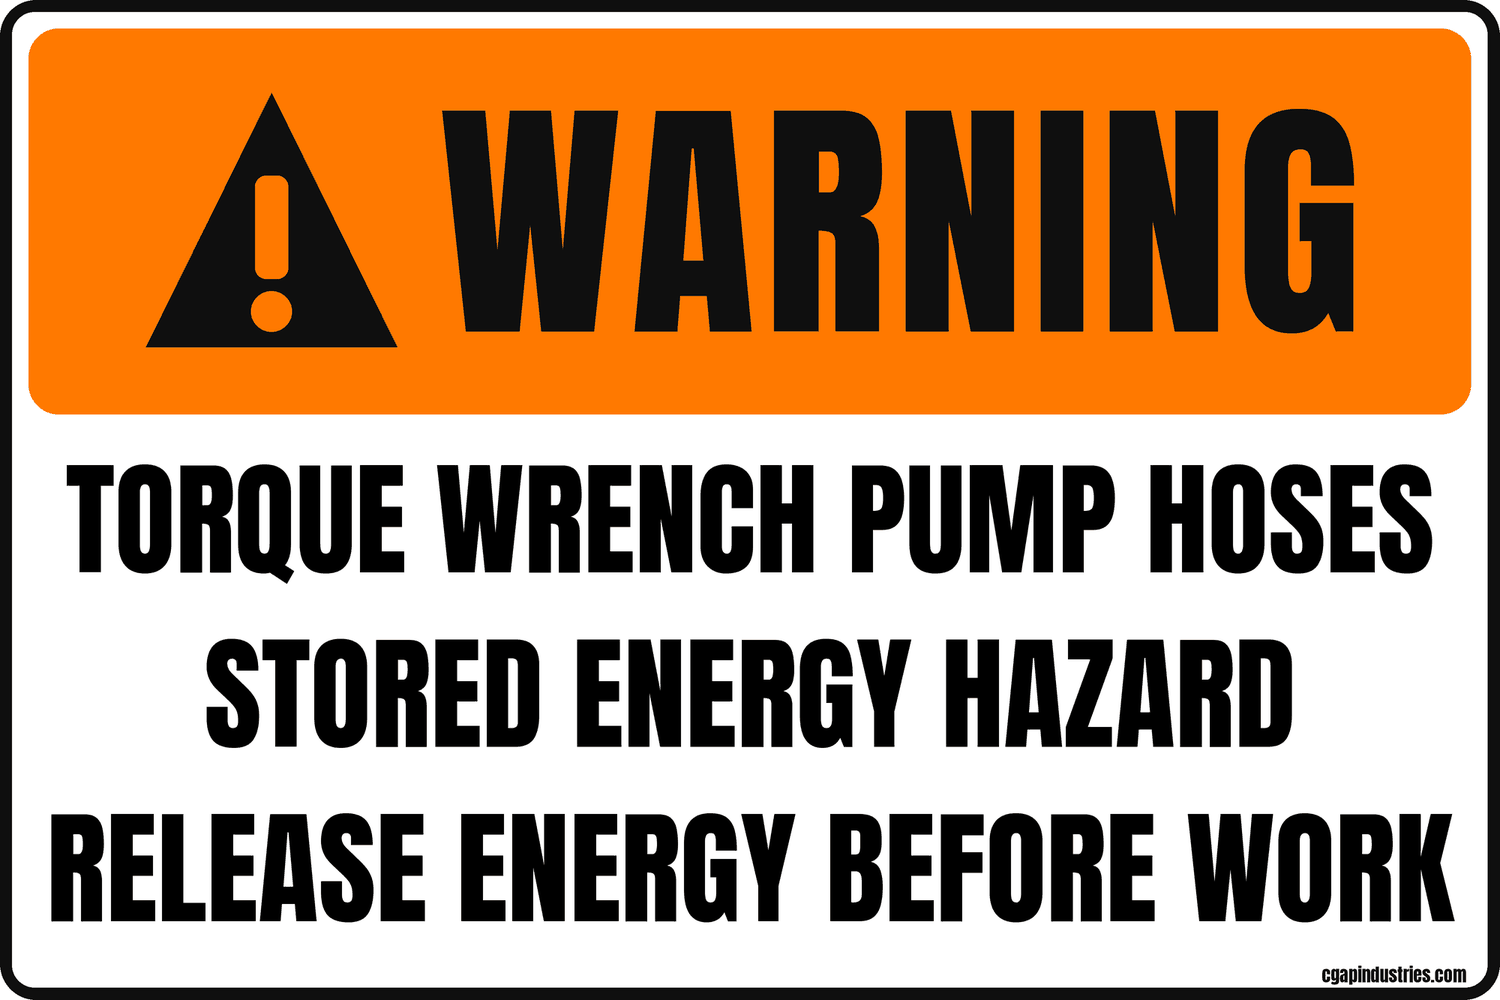 WARNING
TORQUE WRENCH PUMP HOSES
STORED ENERGY HAZARD
RELEASE ENERGY BEFORE WORK
cgapindustries.com